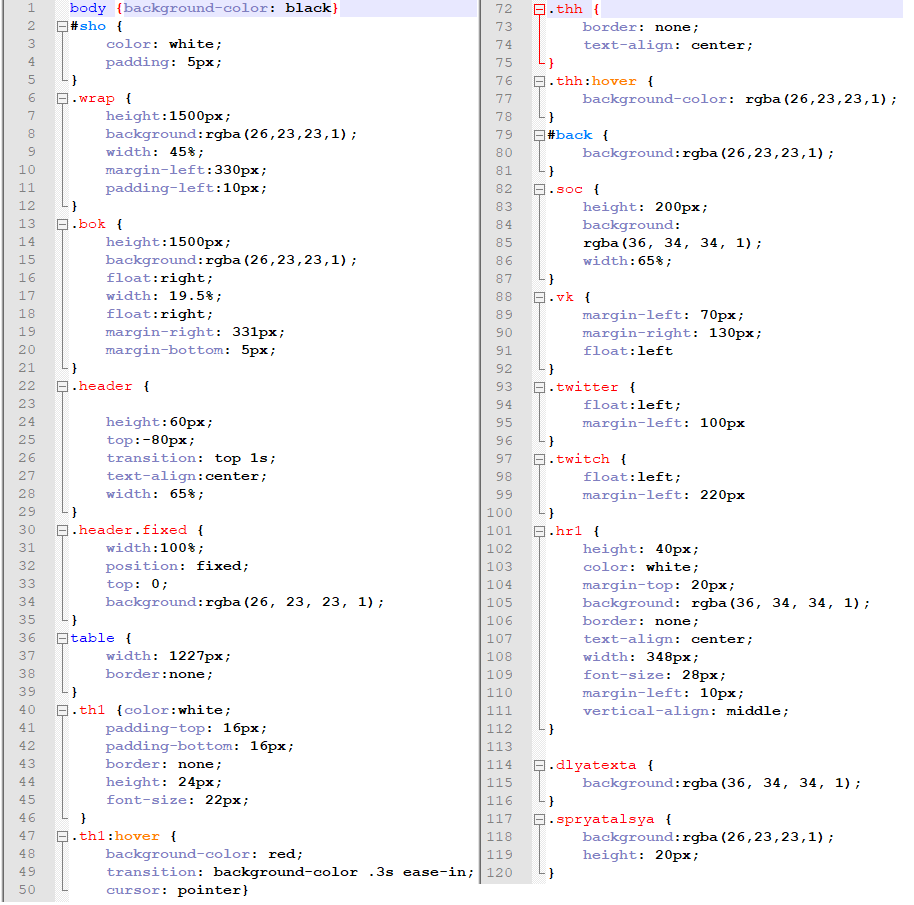 1 body {background-color: black}
2 #sho {
3 color: white;
4 padding: 5px;
5 }
6 .wrap {
7 height:1500px;
8 background:rgba(26,23,23,1);
9 width: 45%;
10 margin-left:330px;
11 padding-left:10px;
12 }
13 .bok {
14 height:1500px;
15 background:rgba(26,23,23,1);
16 float:right;
17 width: 19.5%;
18 float:right;
19 margin-right: 331px;
20 margin-bottom: 5px;
21 }
22 .header {
23
24 height:60px;
25 top:-80px;
26 transition: top 1s;
27 text-align:center;
28 width: 65%;
29 }
30 .header.fixed {
31 width:100%;
32 position: fixed;
33 top: 0;
34 background:rgba(26, 23, 23, 1);
35 }
36 table {
37 width: 1227px;
38 border:none;
39 }
40 .th1 {color:white;
41 padding-top: 16px;
42 padding-bottom: 16px;
43 border: none;
44 height: 24px;
45 font-size: 22px;
46 }
47 .th1:hover {
48 background-color: red;
49 transition: background-color .3s ease-in;
50 cursor: pointer}
72 .thh {
73 border: none;
74 text-align: center;
75 }
76 .thh:hover {
77 background-color: rgba(26,23,23,1);
78 }
79 #back {
80 background:rgba(26,23,23,1);
81 }
82 .soc {
83 height: 200px;
84 background:
85 rgba(36, 34, 34, 1);
86 width:65%;
87 }
88 .vk {
89 margin-left: 70px;
90 margin-right: 130px;
91 float:left
92 }
93 .twitter {
94 float:left;
95 margin-left: 100px
96 }
97 .twitch {
98 float:left;
99 margin-left: 220px
100 }
101 .hr1 {
102 height: 40px;
103 color: white;
104 margin-top: 20px;
105 background: rgba(36, 34, 34, 1);
106 border: none;
107 text-align: center;
108 width: 348px;
109 font-size: 28px;
110 margin-left: 10px;
111 vertical-align: middle;
112 }
113
114 .dlyatexta {
115 background:rgba(36, 34, 34, 1);
116 }
117 .spryatalsya {
118 background:rgba(26,23,23,1);
119 height: 20px;
120 }